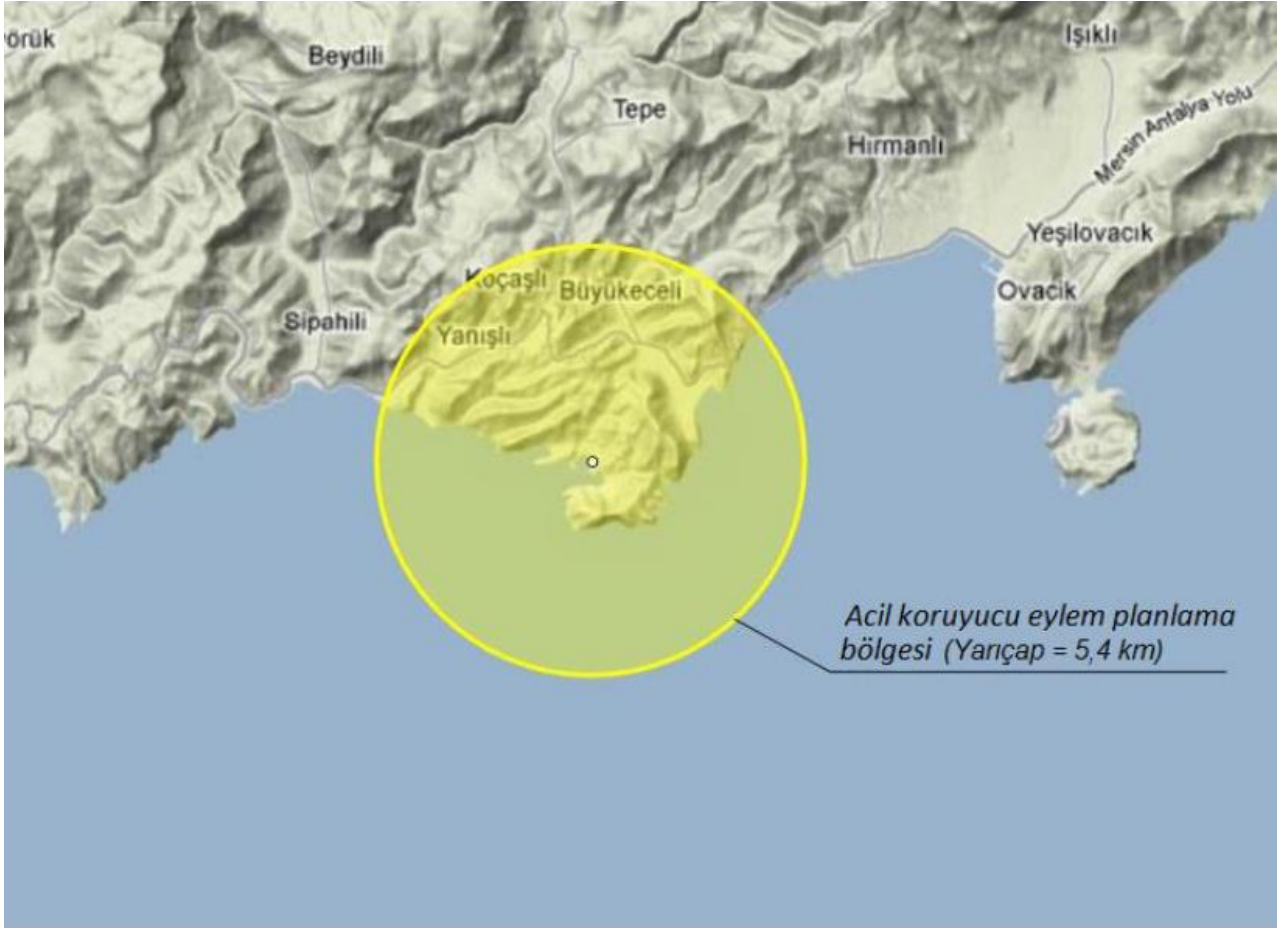 örük
Beydili
Işıklı
Tepe
Mersin Antalya Yolu
Hırmanlı
Yeşilovacık
Koçaşlı
Büyükeceli
Ovacık
Sipahili
Yanışlı
Acil koruyucu eylem planlama
bölgesi (Yarıçap = 5,4 km)